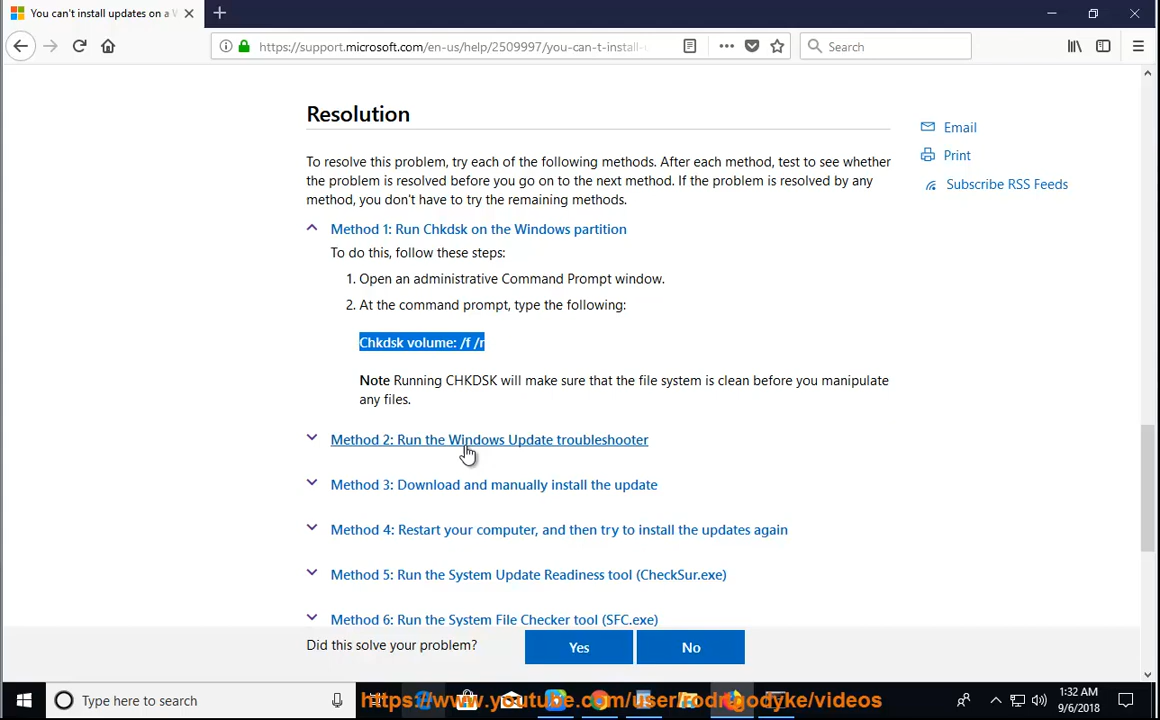 You can't install updates on a W
https://support.microsoft.com/en-us/help/2509997/you-can-t-install-
Search
Resolution
To resolve this problem, try each of the following methods. After each method, test to see whether
the problem is resolved before you go on to the next method. If the problem is resolved by any
method, you don't have to try the remaining methods.
Method 1: Run Chkdsk on the Windows partition
To do this, follow these steps:
1. Open an administrative Command Prompt window.
2. At the command prompt, type the following:
Chkdsk volume: /f /r
Note Running CHKDSK will make sure that the file system is clean before you manipulate
any files.
Method 2: Run the Windows Update troubleshooter
Method 3: Download and manually install the update
Method 4: Restart your computer, and then try to install the updates again
Method 5: Run the System Update Readiness tool (CheckSur.exe)
Method 6: Run the System File Checker tool (SFC.exe)
Email
Print
Subscribe RSS Feeds
Did this solve your problem?
Yes
No
Type here to search
https://www.youtube.com/user/rodrigodyke/videos
1:32 AM
9/6/2018